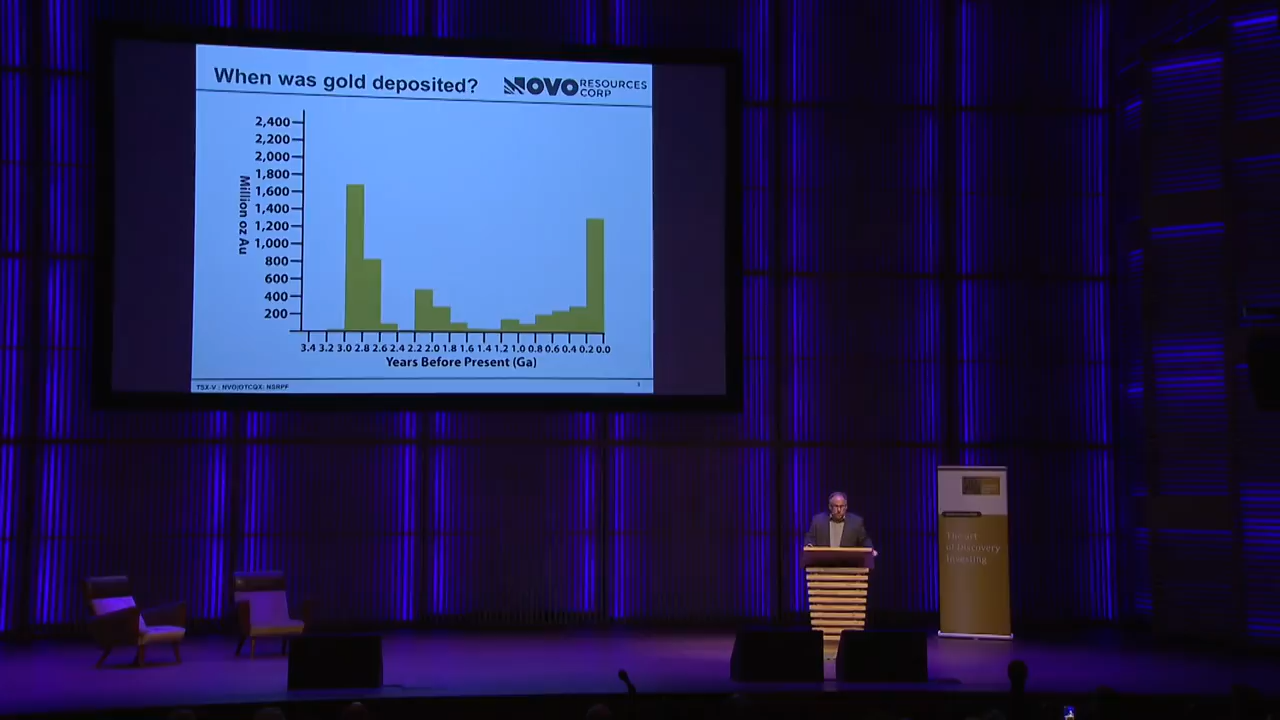 When was gold deposited?
NOVO RESOURCES CORP
2,400
2,200
2,000
1,800
1,600
1,400
1,200
1,000
800
600
400
200
Million oz Au
3.4 3.2 3.0 2.8 2.6 2.4 2.2 2.0 1.8 1.6 1.4 1.2 1.0 0.8 0.6 0.4 0.2 0.0
Years Before Present (Ga)
TSX-V : NVO|OTCQX: NSRPF
The art
of Discovery
Investing